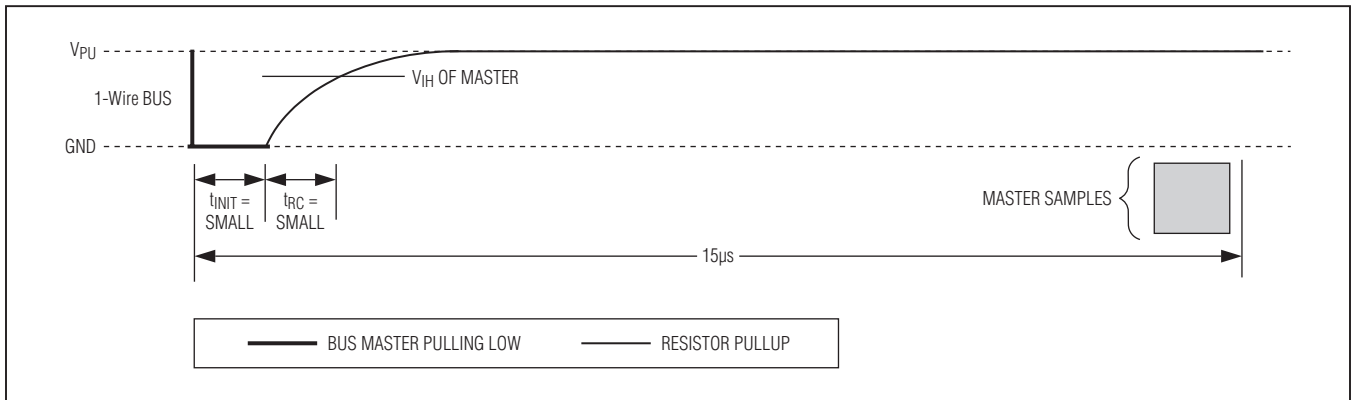 VPU
VIH OF MASTER
1-Wire BUS
GND
tINIT =
SMALL
tRC =
SMALL
MASTER SAMPLES
15µs
BUS MASTER PULLING LOW
RESISTOR PULLUP